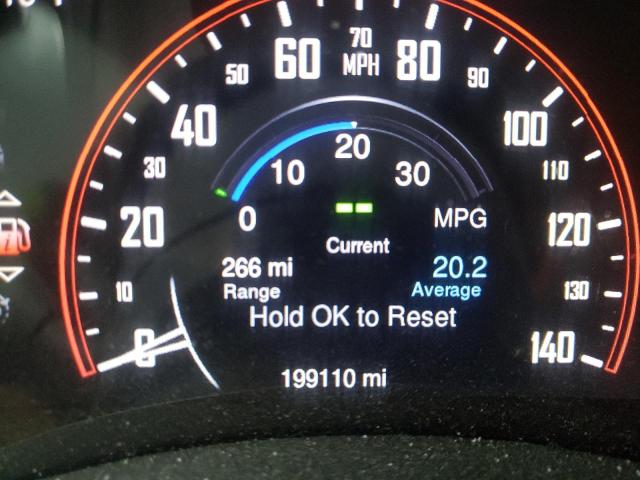 70
60 MPH 80
50 90
40 100
20
30 10 30 110
0 -- MPG
20 120
Current
266 mi 20.2
10 Range Average 130
Hold OK to Reset
0 140
199110 mi